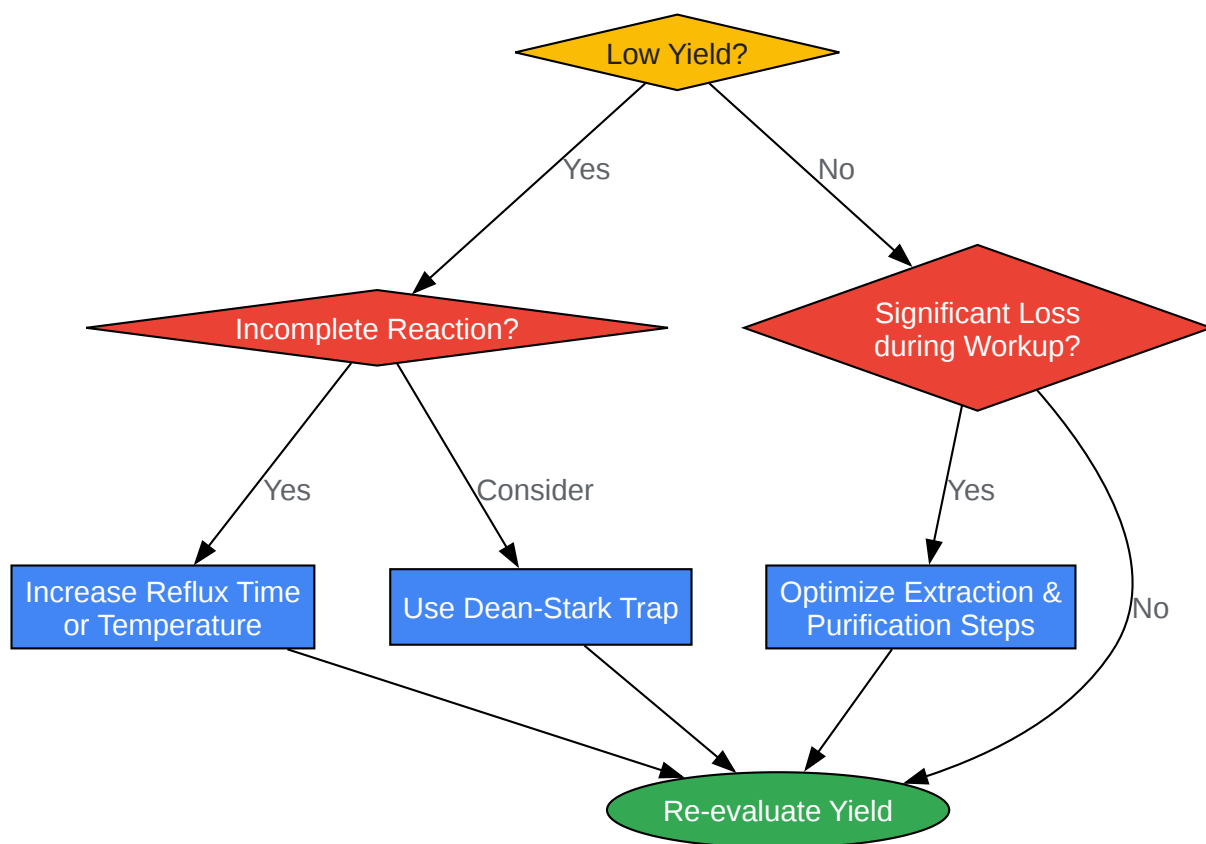 Low Yield?
Yes
No
Incomplete Reaction?
Significant Loss
during Workup?
Yes
Consider
Yes
No
Increase Reflux Time
or Temperature
Use Dean-Stark Trap
Optimize Extraction &
Purification Steps
Re-evaluate Yield